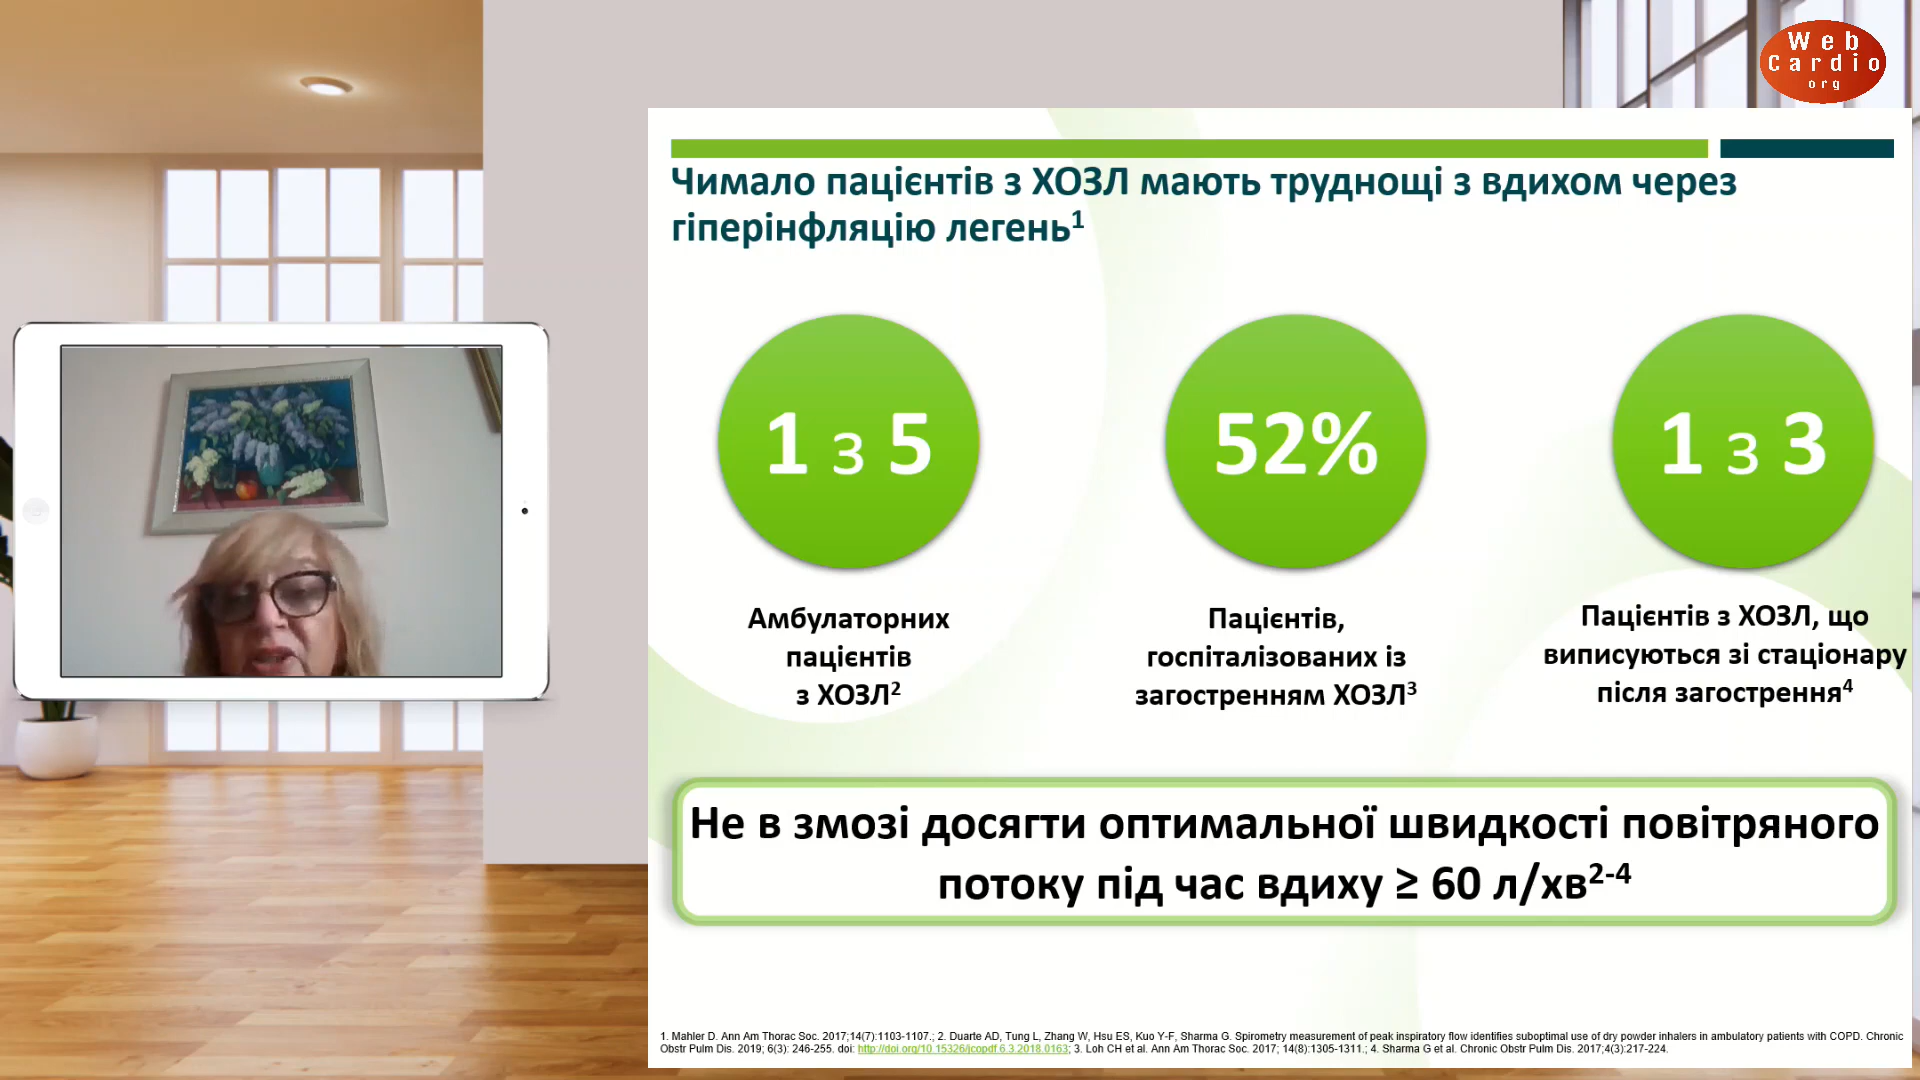 Web
Cardio
org
Чимало пацієнтів з ХОЗЛ мають труднощі з вдихом через
гіперінфляцію легень¹
1 з 5
Амбулаторних
пацієнтів
з ХОЗЛ²
52%
Пацієнтів,
госпіталізованих із
загостренням ХОЗЛ³
1 з 3
Пацієнтів з ХОЗЛ, що
виписуються зі стаціонару
після загострення⁴
Не в змозі досягти оптимальної швидкості повітряного
потоку під час вдиху ≥ 60 л/хв²⁻⁴
1. Mahler D. Ann Am Thorac Soc. 2017;14(7):1103-1107.; 2. Duarte AD, Tung L, Zhang W, Hsu ES, Kuo Y-F, Sharma G. Spirometry measurement of peak inspiratory flow identifies suboptimal use of dry powder inhalers in ambulatory patients with COPD. Chronic
Obstr Pulm Dis. 2019; 6(3): 246-255. doi: http://doi.org/10.15326/jcopdf.6.3.2018.0163; 3. Loh CH et al. Ann Am Thorac Soc. 2017; 14(8):1305-1311.; 4. Sharma G et al. Chronic Obstr Pulm Dis. 2017;4(3):217-224.